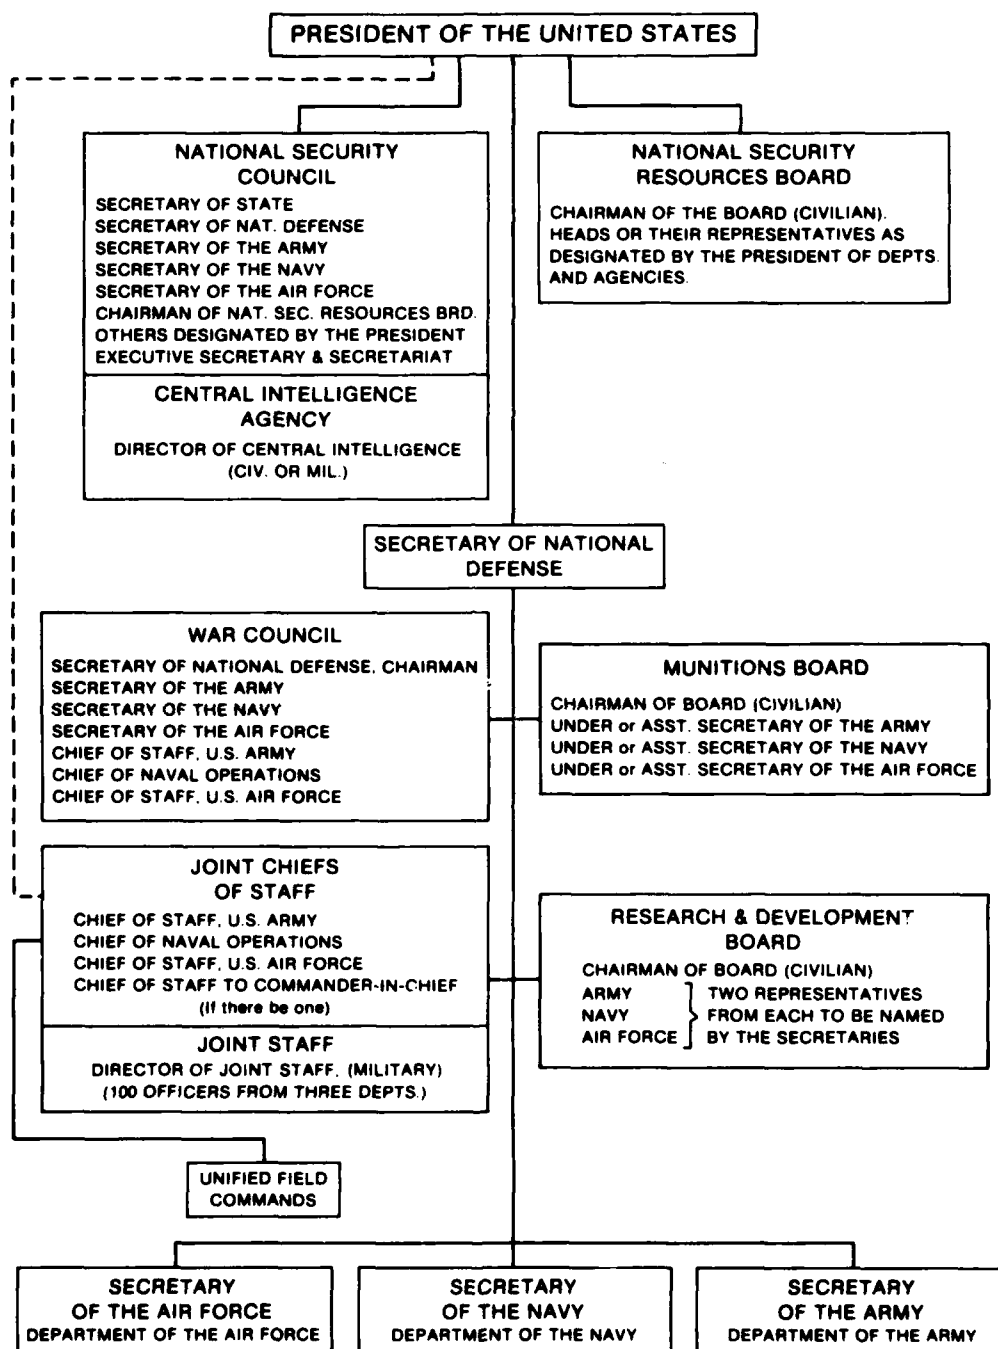 PRESIDENT OF THE UNITED STATES
NATIONAL SECURITY
COUNCIL
SECRETARY OF STATE
SECRETARY OF NAT. DEFENSE
SECRETARY OF THE ARMY
SECRETARY OF THE NAVY
SECRETARY OF THE AIR FORCE
CHAIRMAN OF NAT. SEC. RESOURCES BRD.
OTHERS DESIGNATED BY THE PRESIDENT
EXECUTIVE SECRETARY & SECRETARIAT
CENTRAL INTELLIGENCE
AGENCY
DIRECTOR OF CENTRAL INTELLIGENCE
(CIV. OR MIL.)
NATIONAL SECURITY
RESOURCES BOARD
CHAIRMAN OF THE BOARD (CIVILIAN).
HEADS OR THEIR REPRESENTATIVES AS
DESIGNATED BY THE PRESIDENT OF DEPTS.
AND AGENCIES.
SECRETARY OF NATIONAL
DEFENSE
WAR COUNCIL
SECRETARY OF NATIONAL DEFENSE, CHAIRMAN
SECRETARY OF THE ARMY
SECRETARY OF THE NAVY
SECRETARY OF THE AIR FORCE
CHIEF OF STAFF, U.S. ARMY
CHIEF OF NAVAL OPERATIONS
CHIEF OF STAFF, U.S. AIR FORCE
MUNITIONS BOARD
CHAIRMAN OF BOARD (CIVILIAN)
UNDER or ASST. SECRETARY OF THE ARMY
UNDER or ASST. SECRETARY OF THE NAVY
UNDER or ASST. SECRETARY OF THE AIR FORCE
JOINT CHIEFS
OF STAFF
CHIEF OF STAFF, U.S. ARMY
CHIEF OF NAVAL OPERATIONS
CHIEF OF STAFF, U.S. AIR FORCE
CHIEF OF STAFF TO COMMANDER-IN-CHIEF
(if there be one)
JOINT STAFF
DIRECTOR OF JOINT STAFF, (MILITARY)
(100 OFFICERS FROM THREE DEPTS.)
RESEARCH & DEVELOPMENT
BOARD
CHAIRMAN OF BOARD (CIVILIAN)
ARMY } TWO REPRESENTATIVES
NAVY } FROM EACH TO BE NAMED
AIR FORCE } BY THE SECRETARIES
UNIFIED FIELD
COMMANDS
SECRETARY
OF THE AIR FORCE
DEPARTMENT OF THE AIR FORCE
SECRETARY
OF THE NAVY
DEPARTMENT OF THE NAVY
SECRETARY
OF THE ARMY
DEPARTMENT OF THE ARMY